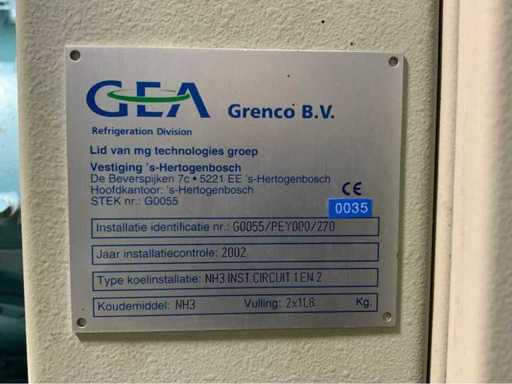 GEA Grenco B.V.
Refrigeration Division
Lid van mg technologies groep
Vestiging 's-Hertogenbosch
De Beverspijken 7c • 5221 EE 's-Hertogenbosch
Hoofdkantoor: 's-Hertogenbosch
STEK nr.: G0055
CE
0035
Installatie identificatie nr.: G0055/PEY000/270
Jaar installatiecontrole: 2002
Type koelinstallatie: NH3 INST. CIRCUIT 1 EN 2
Koudemiddel: NH3 Vulling: 2x11,8 Kg.